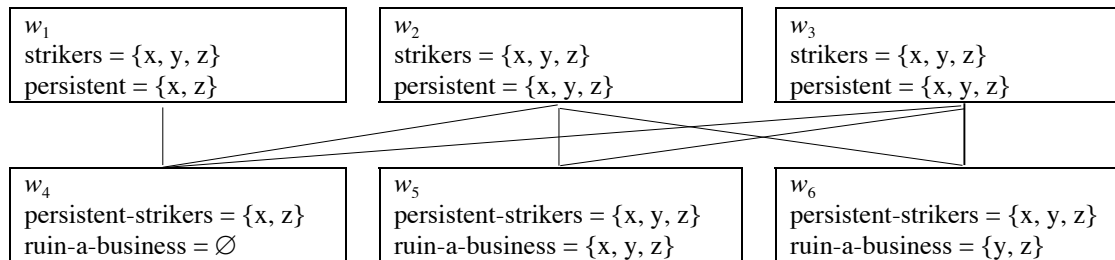 w₁
strikers = {x, y, z}
persistent = {x, z}
w₂
strikers = {x, y, z}
persistent = {x, y, z}
w₃
strikers = {x, y, z}
persistent = {x, y, z}
w₄
persistent-strikers = {x, z}
ruin-a-business = ∅
w₅
persistent-strikers = {x, y, z}
ruin-a-business = {x, y, z}
w₆
persistent-strikers = {x, y, z}
ruin-a-business = {y, z}